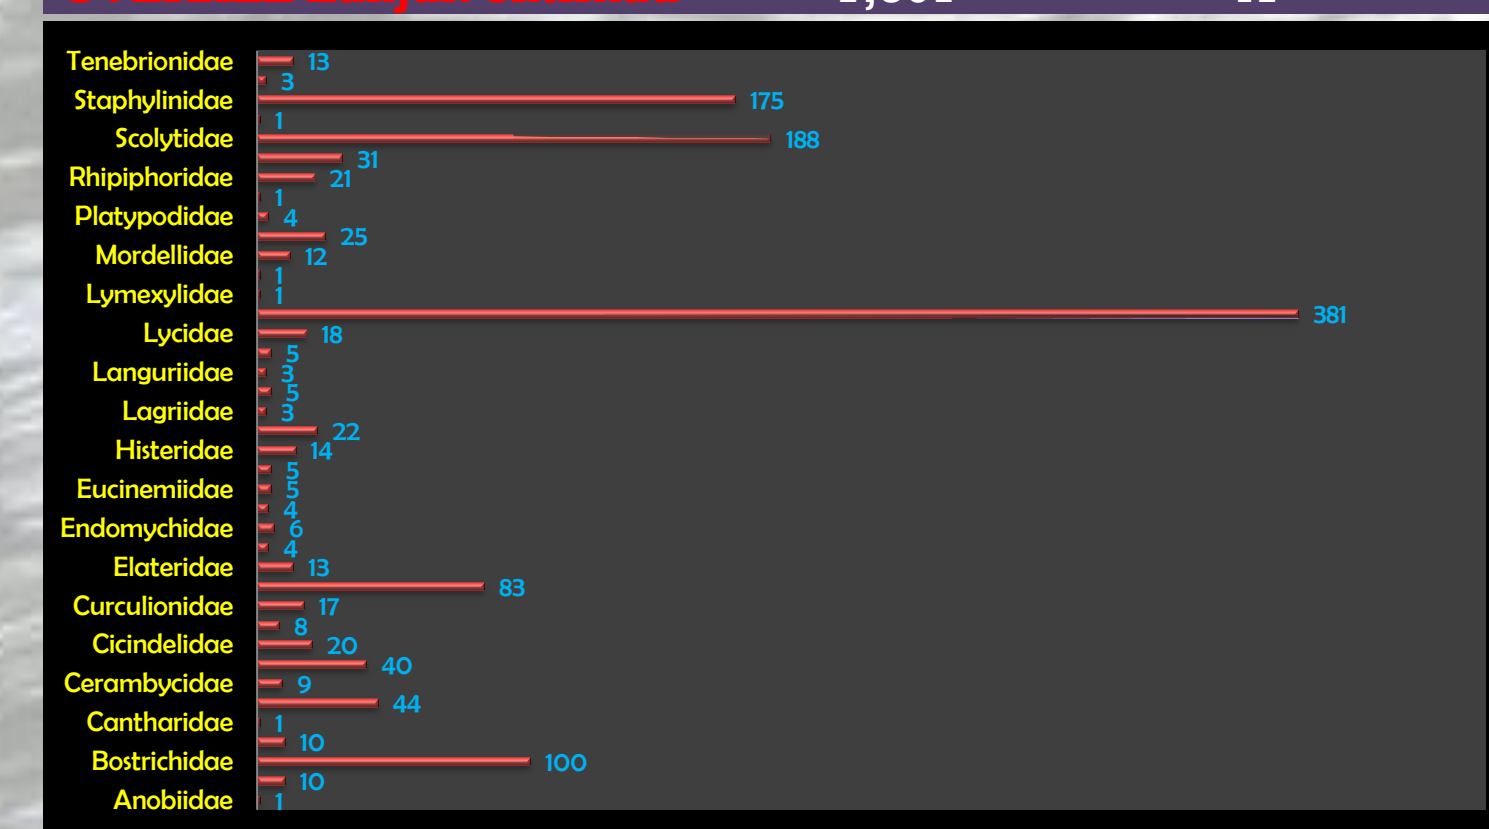 Tenebrionidae 13
3
Staphylinidae 175
1
Scolytidae 188
31
Rhipiphoridae 21
1
Platypodidae 4
25
Mordellidae 12
1
Lymexylidae 1
381
Lycidae 18
5
Languriidae 3
5
Lagriidae 3
22
Histeridae 14
5
Eucinemiidae 5
4
Endomychidae 6
4
Elateridae 13
83
Curculionidae 17
8
Cicindelidae 20
40
Cerambycidae 9
44
Cantharidae 1
10
Bostrichidae 100
10
Anobiidae 1